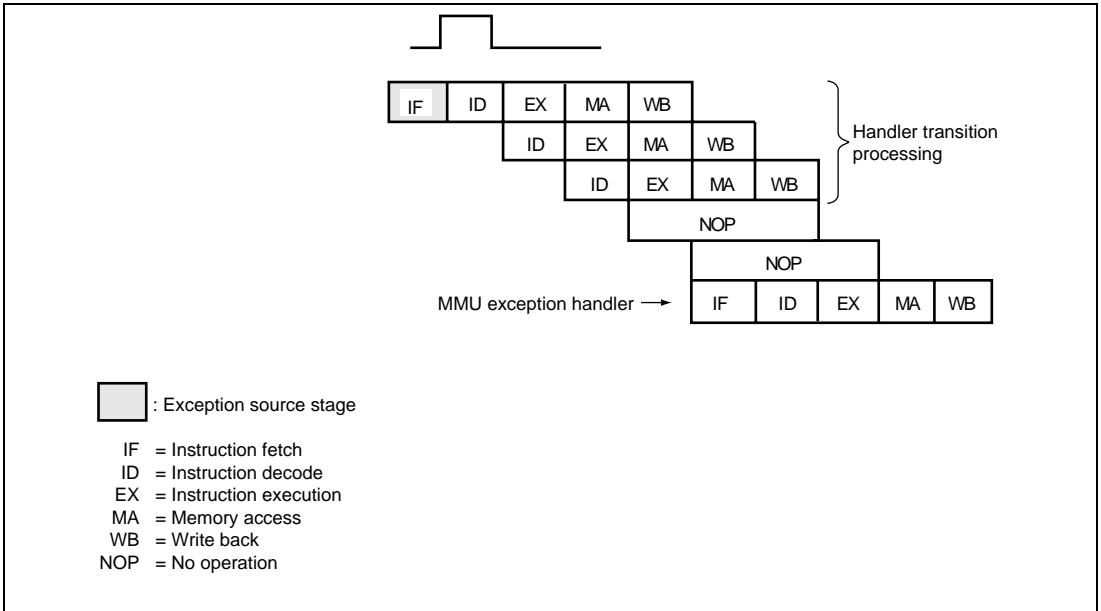 IF ID EX MA WB
ID EX MA WB
Handler transition
processing
ID EX MA WB
NOP
NOP
MMU exception handler IF ID EX MA WB
: Exception source stage
IF = Instruction fetch
ID = Instruction decode
EX = Instruction execution
MA = Memory access
WB = Write back
NOP = No operation